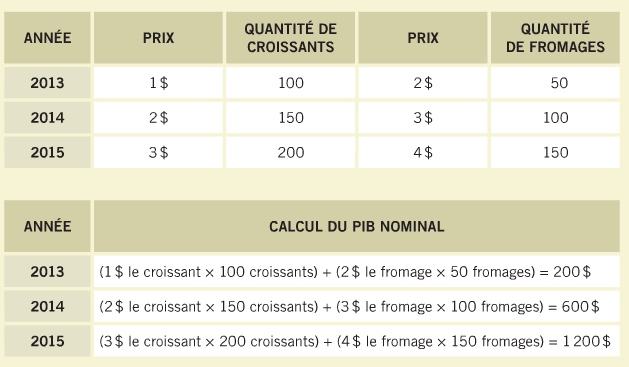 ANNÉE PRIX QUANTITÉ DE CROISSANTS PRIX QUANTITÉ DE FROMAGES
2013 1 $ 100 2 $ 50
2014 2 $ 150 3 $ 100
2015 3 $ 200 4 $ 150
ANNÉE CALCUL DU PIB NOMINAL
2013 (1 $ le croissant × 100 croissants) + (2 $ le fromage × 50 fromages) = 200 $
2014 (2 $ le croissant × 150 croissants) + (3 $ le fromage × 100 fromages) = 600 $
2015 (3 $ le croissant × 200 croissants) + (4 $ le fromage × 150 fromages) = 1 200 $